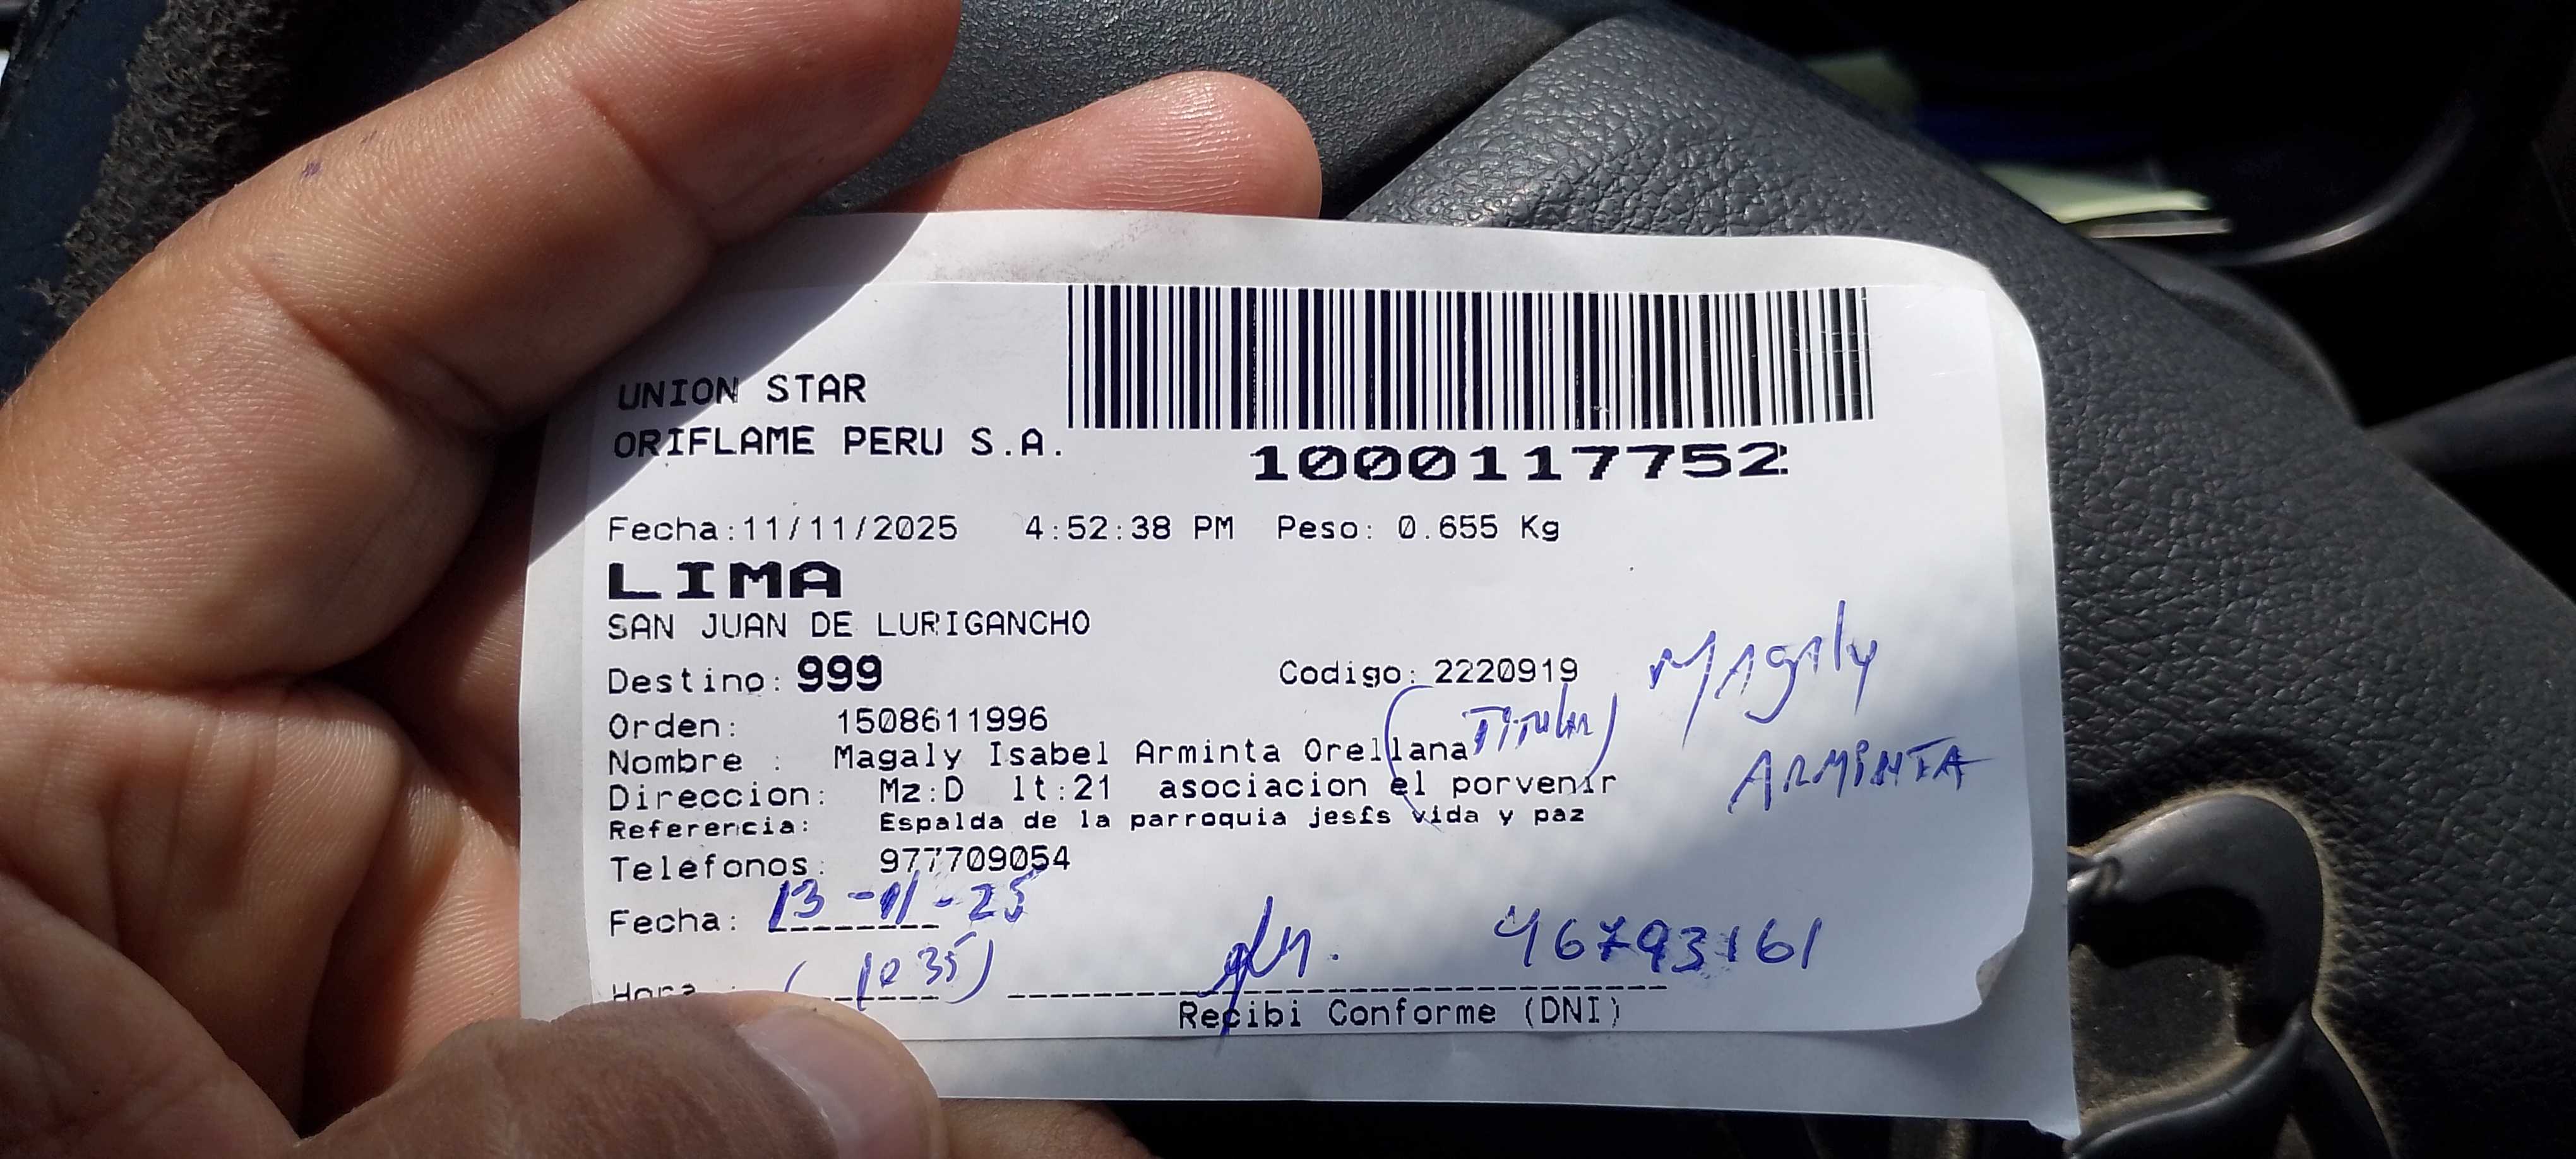 UNION STAR
ORIFLAME PERU S.A.
1000117752
Fecha:11/11/2025 4:52:38 PM Peso: 0.655 Kg
LIMA
SAN JUAN DE LURIGANCHO
Destino: 999 Codigo: 2220919
Magaly
Orden: 1508611996
(Titular)
Nombre : Magaly Isabel Arminta Orellana
ARMINTA
Direccion: Mz:D lt:21 asociacion el porvenir
Referencia: Espalda de la parroquia jesfs vida y paz
Telefonos: 977709054
Fecha: 13-11-25
46793161
Hora : (1035)
Recibi Conforme (DNI)